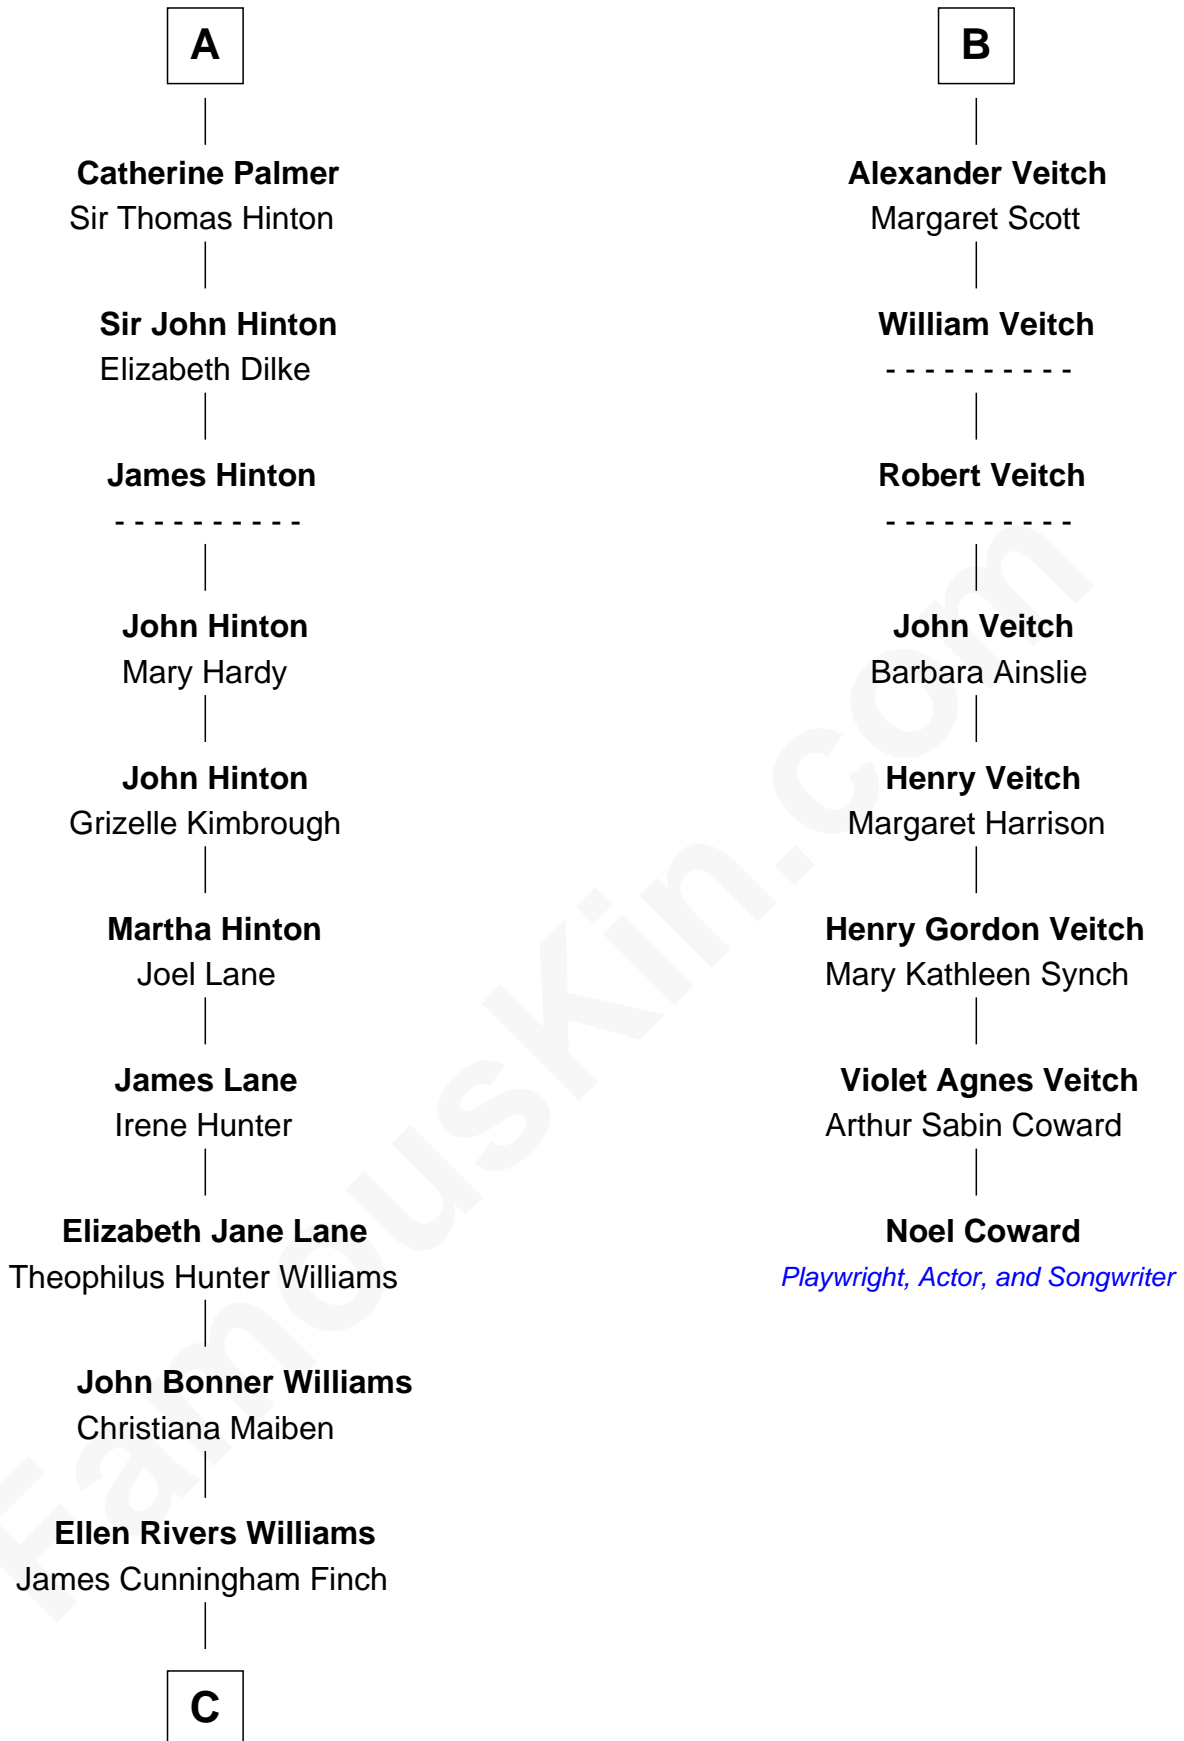 A
Catherine Palmer
Sir Thomas Hinton
Sir John Hinton
Elizabeth Dilke
James Hinton
- - - - - - - - - -
John Hinton
Mary Hardy
John Hinton
Grizelle Kimbrough
Martha Hinton
Joel Lane
James Lane
Irene Hunter
Elizabeth Jane Lane
Theophilus Hunter Williams
John Bonner Williams
Christiana Maiben
Ellen Rivers Williams
James Cunningham Finch
C
B
Alexander Veitch
Margaret Scott
William Veitch
- - - - - - - - - -
Robert Veitch
- - - - - - - - - -
John Veitch
Barbara Ainslie
Henry Veitch
Margaret Harrison
Henry Gordon Veitch
Mary Kathleen Synch
Violet Agnes Veitch
Arthur Sabin Coward
Noel Coward
Playwright, Actor, and Songwriter
FamousKin.com